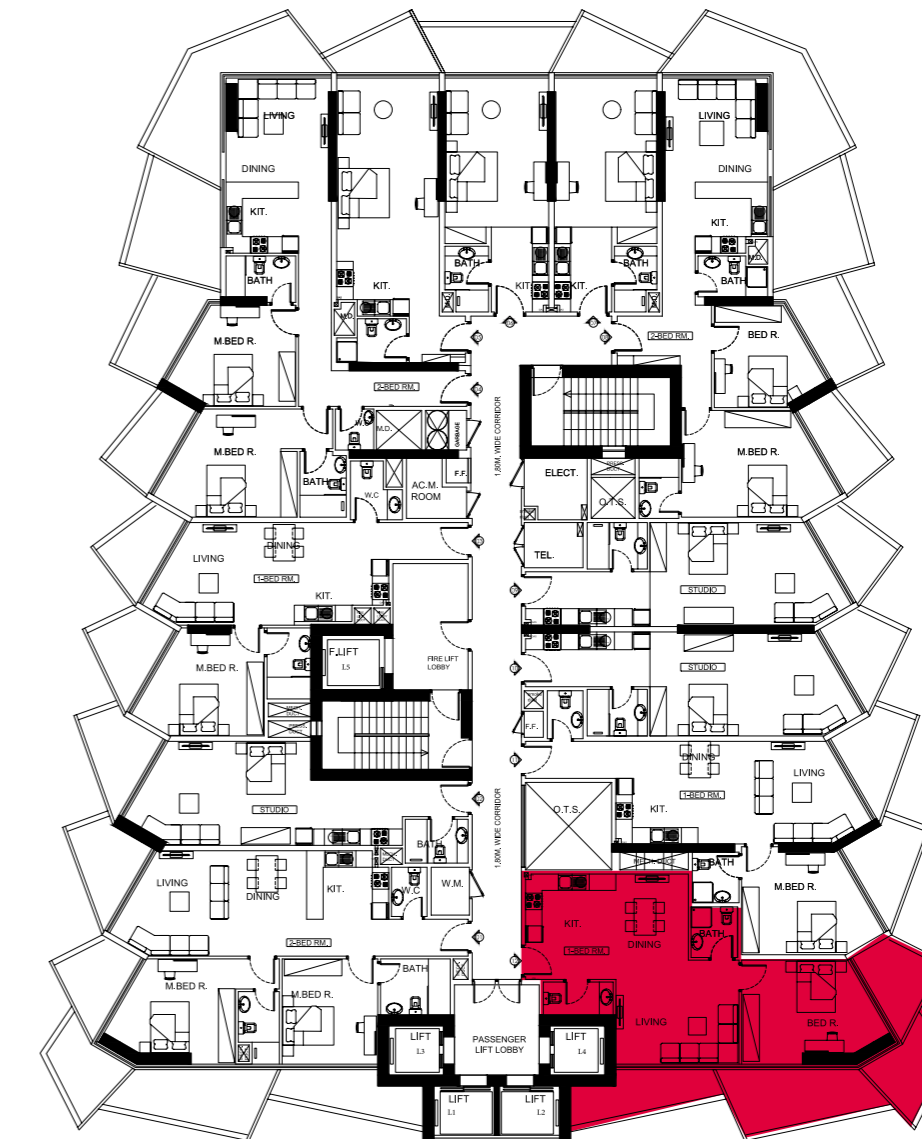 LIVING
LIVING
DINING
DINING
KIT.
KIT.
BATH
BATH
BATH
BATH
KIT.
KIT.
KIT.
M.D.
M.D.
M.BED R.
2-BED RM.
BED R.
2-BED RM.
1.80M. WIDE CORRIDOR
GARBAGE
M.D.
W.C
M.BED R.
BATH
W.C
AC.M.
ROOM
F.F.
ELECT.
O.T.S.
M.BED R.
TEL.
LIVING
DINING
1-BED RM.
KIT.
STUDIO
FIRE LIFT
LOBBY
F.LIFT
L5
M.BED R.
STUDIO
F.F.
DINING
LIVING
1-BED RM.
KIT.
O.T.S.
STUDIO
BATH
1.80M. WIDE CORRIDOR
MECH. DUCT
BATH
M.BED R.
LIVING
DINING
KIT.
W.C
W.M.
2-BED RM.
KIT.
1-BED RM.
DINING
BATH
M.BED R.
M.BED R.
BATH
LIVING
BED R.
LIFT
L3
PASSENGER
LIFT LOBBY
LIFT
L4
LIFT
L1
LIFT
L2